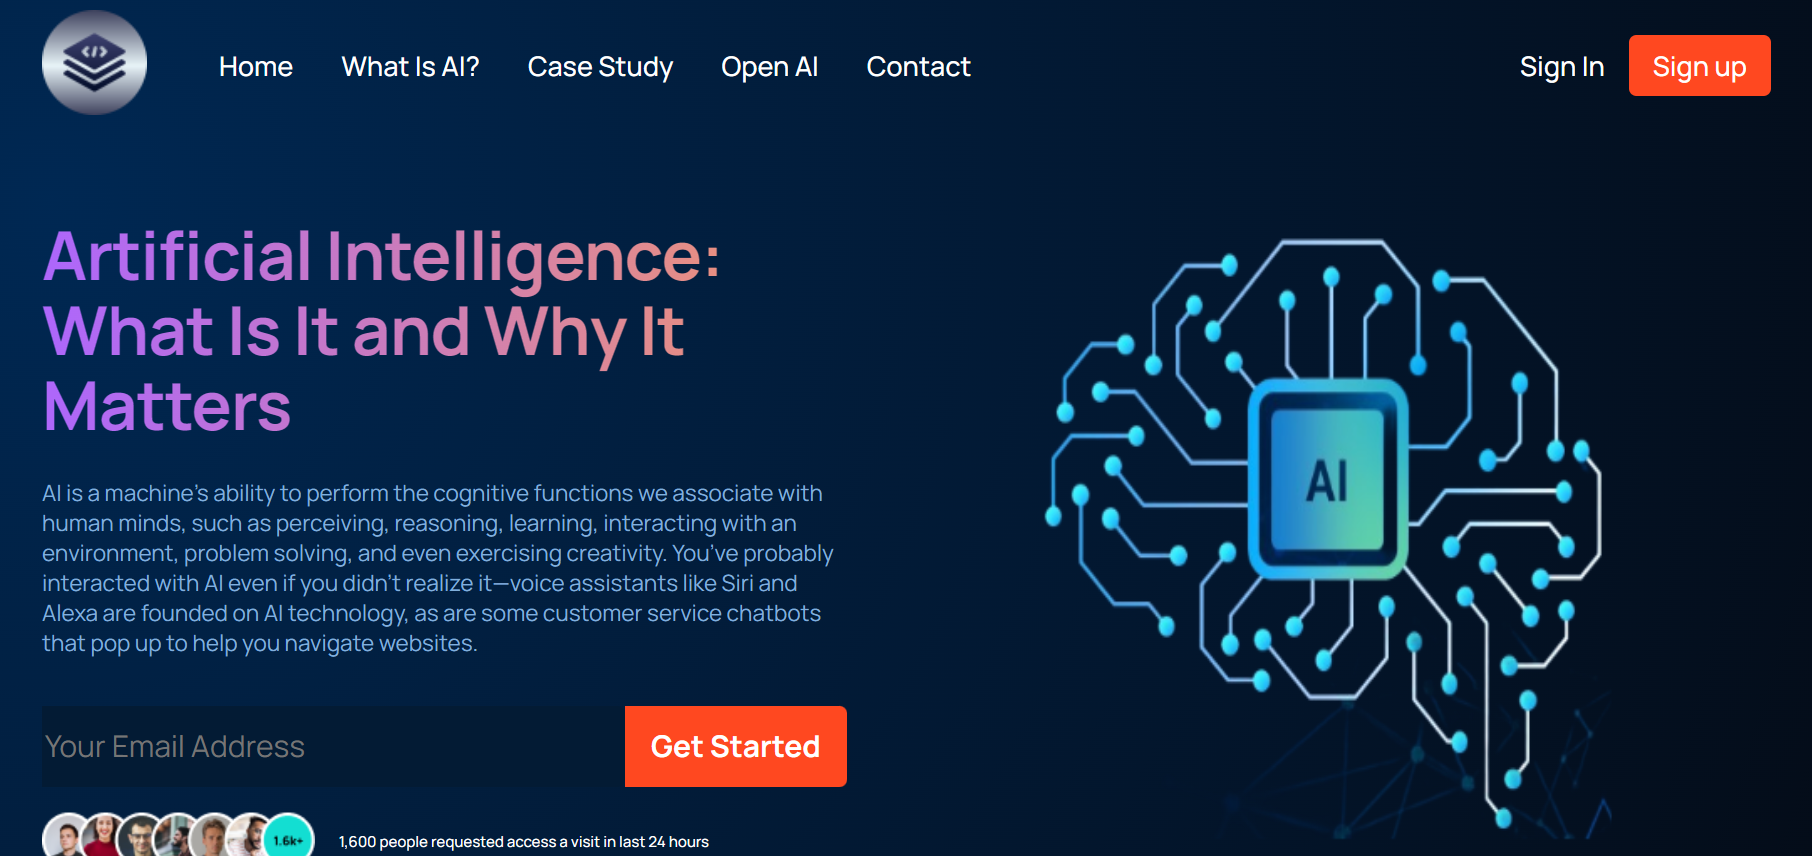 </>
Home What Is AI? Case Study Open AI Contact Sign In Sign up
Artificial Intelligence:
What Is It and Why It
Matters
AI is a machine's ability to perform the cognitive functions we associate with
human minds, such as perceiving, reasoning, learning, interacting with an
environment, problem solving, and even exercising creativity. You've probably
interacted with AI even if you didn't realize it—voice assistants like Siri and
Alexa are founded on AI technology, as are some customer service chatbots
that pop up to help you navigate websites.
Your Email Address Get Started
1.6k+ 1,600 people requested access a visit in last 24 hours
AI